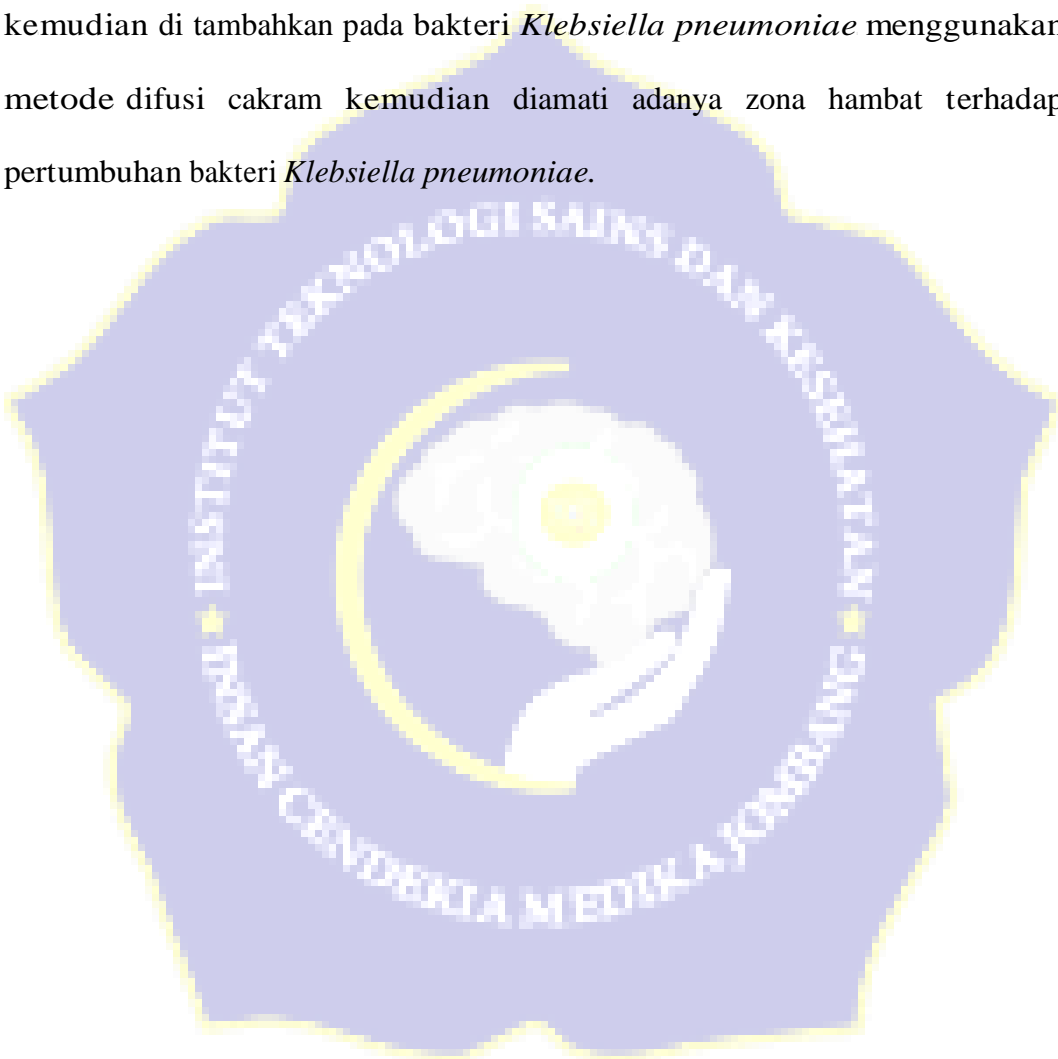 kemudian di tambahkan pada bakteri Klebsiella pneumoniae menggunakan
metode difusi cakram kemudian diamati adanya zona hambat terhadap
pertumbuhan bakteri Klebsiella pneumoniae.
INSTITUT TEKNOLOGI SAINS DAN KESEHATAN
INSAN CENDEKIA MEDIKA JOMBANG